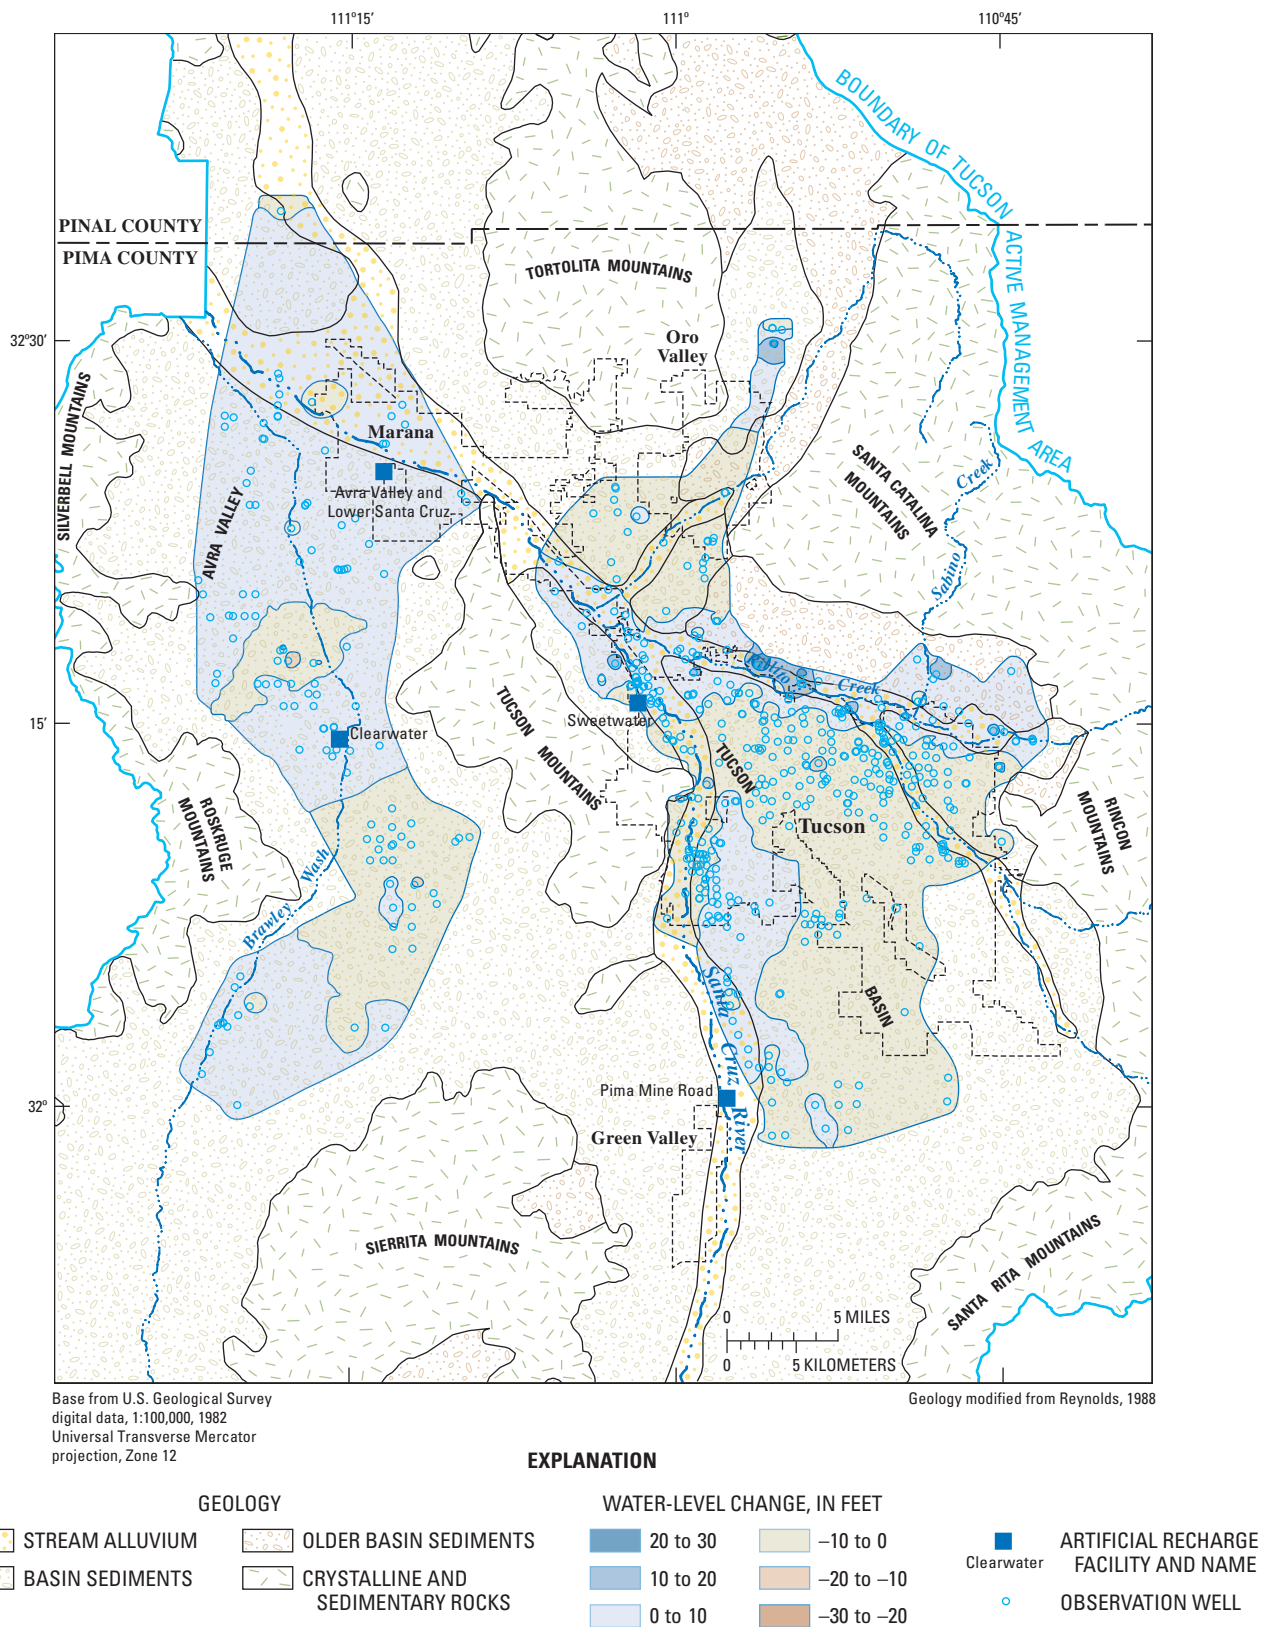 111°15′
111°
110°45′
BOUNDARY OF TUCSON
ACTIVE MANAGEMENT
AREA
PINAL COUNTY
PIMA COUNTY
TORTOLITA MOUNTAINS
32°30′
Oro
Valley
SILVERBELL MOUNTAINS
Marana
SANTA CATALINA
MOUNTAINS
Creek
Sabino
Avra Valley and
Lower Santa Cruz
AVRA VALLEY
Rillito
Creek
TUCSON
MOUNTAINS
Sweetwater
15′
Clearwater
TUCSON
ROSKRUGE
MOUNTAINS
Tucson
RINCON
MOUNTAINS
Brawley
Wash
Santa
Cruz
River
BASIN
Pima Mine Road
32°
Green Valley
SIERRITA MOUNTAINS
SANTA RITA MOUNTAINS
0
5 MILES
0
5 KILOMETERS
Base from U.S. Geological Survey
digital data, 1:100,000, 1982
Universal Transverse Mercator
projection, Zone 12
Geology modified from Reynolds, 1988
EXPLANATION
GEOLOGY
STREAM ALLUVIUM
BASIN SEDIMENTS
OLDER BASIN SEDIMENTS
CRYSTALLINE AND
SEDIMENTARY ROCKS
WATER-LEVEL CHANGE, IN FEET
20 to 30
10 to 20
0 to 10
–10 to 0
–20 to –10
–30 to –20
Clearwater
ARTIFICIAL RECHARGE
FACILITY AND NAME
OBSERVATION WELL